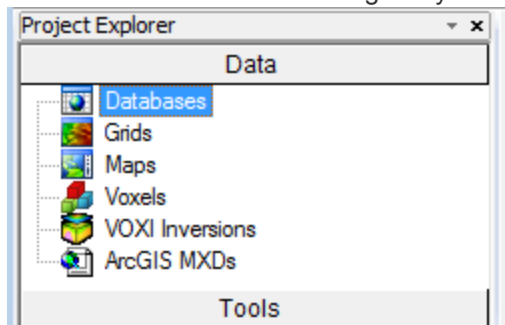 Project Explorer
Data
Databases
Grids
Maps
Voxels
VOXI Inversions
ArcGIS MXDs
Tools